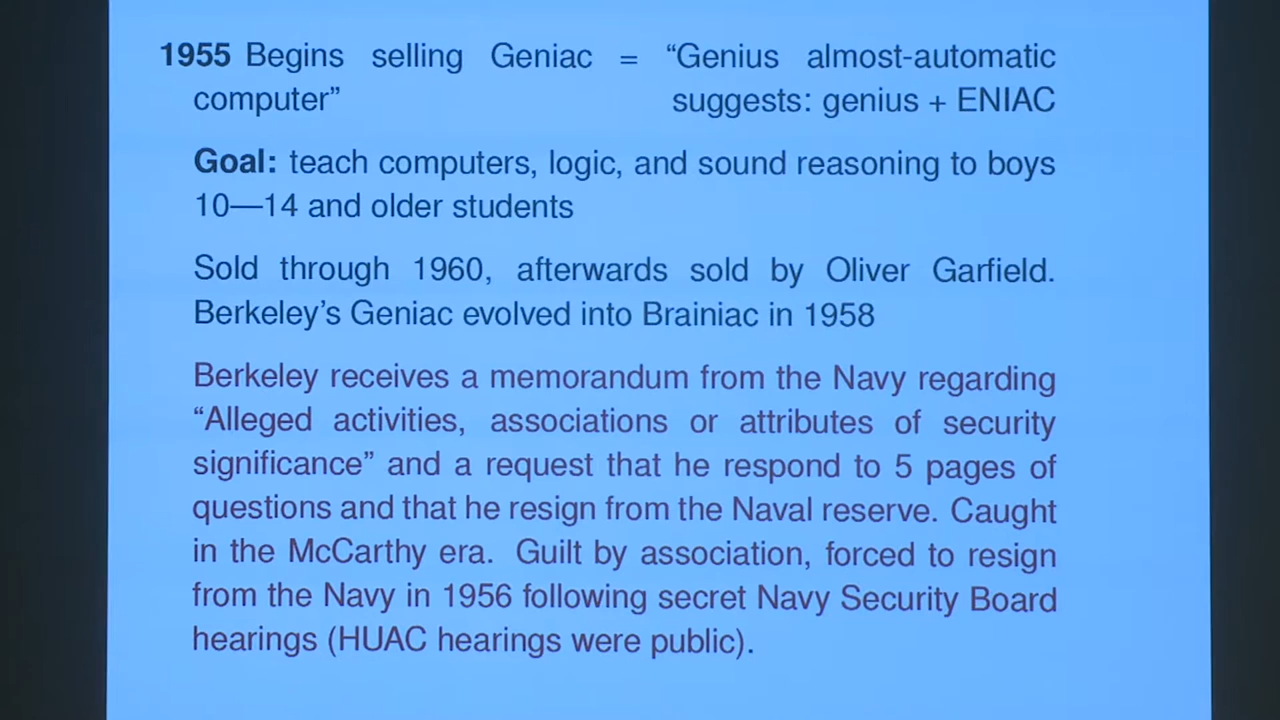 1955 Begins selling Geniac = “Genius almost-automatic
computer” suggests: genius + ENIAC
Goal: teach computers, logic, and sound reasoning to boys
10—14 and older students
Sold through 1960, afterwards sold by Oliver Garfield.
Berkeley’s Geniac evolved into Brainiac in 1958
Berkeley receives a memorandum from the Navy regarding
“Alleged activities, associations or attributes of security
significance” and a request that he respond to 5 pages of
questions and that he resign from the Naval reserve. Caught
in the McCarthy era. Guilt by association, forced to resign
from the Navy in 1956 following secret Navy Security Board
hearings (HUAC hearings were public).